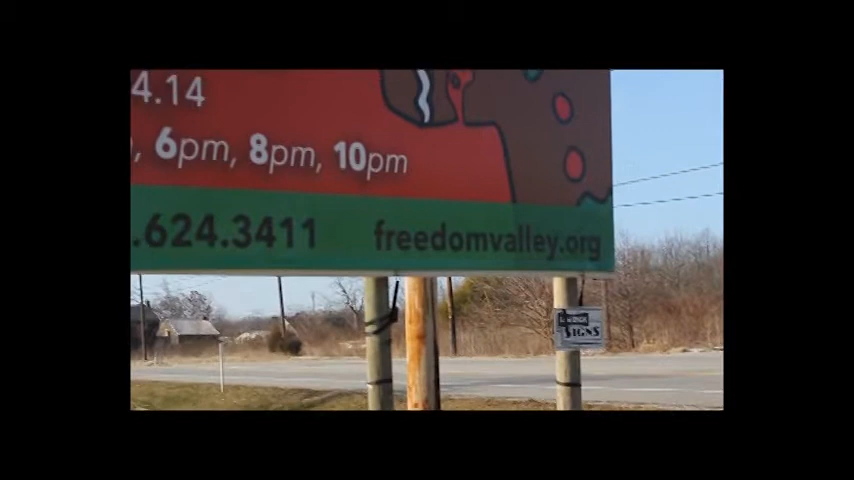 4.14
, 6pm, 8pm, 10pm
.624.3411 freedomvalley.org
SIGNS